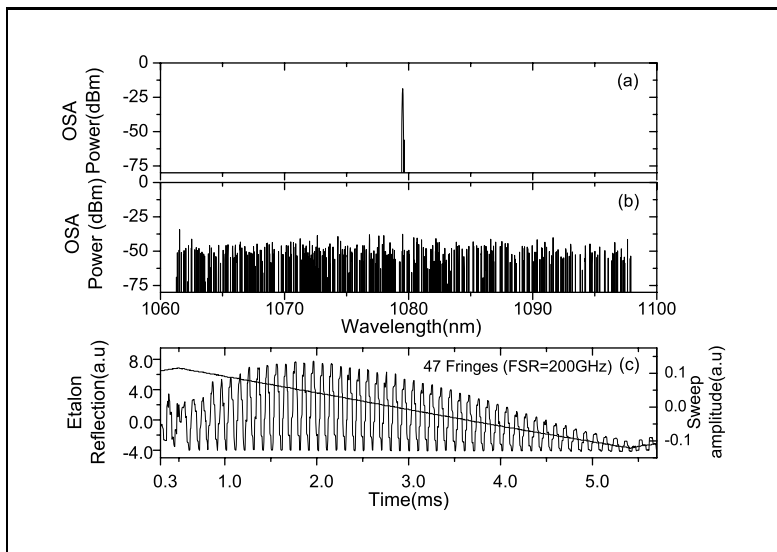 (a)
0
-25
-50
-75
OSA
Power(dBm)
(b)
0
-25
-50
-75
OSA
Power (dBm)
1060 1070 1080 1090 1100
Wavelength(nm)
47 Fringes (FSR=200GHz) (c)
8.0
4.0
0.0
-4.0
Etalon
Reflection(a.u)
0.1
0.0
-0.1
Sweep
amplitude(a.u)
0.3 1.0 2.0 3.0 4.0 5.0
Time(ms)